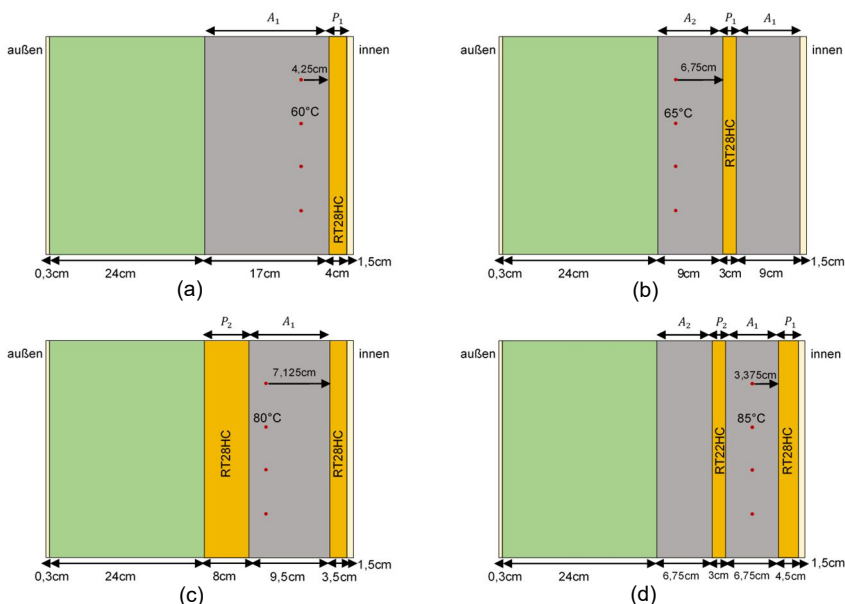 A₁ P₁
außen innen
4,25cm
60°C
RT28HC
0,3cm 24cm 17cm 4cm 1,5cm
(a)
A₂ P₁ A₁
außen innen
6,75cm
65°C
RT28HC
0,3cm 24cm 9cm 3cm 9cm 1,5cm
(b)
P₂ A₁
außen innen
7,125cm
80°C
RT28HC RT28HC
0,3cm 24cm 8cm 9,5cm 3,5cm 1,5cm
(c)
A₂ P₂ A₁ P₁
außen innen
3,375cm
85°C
RT22HC RT28HC
0,3cm 24cm 6,75cm 3cm 6,75cm 4,5cm 1,5cm
(d)